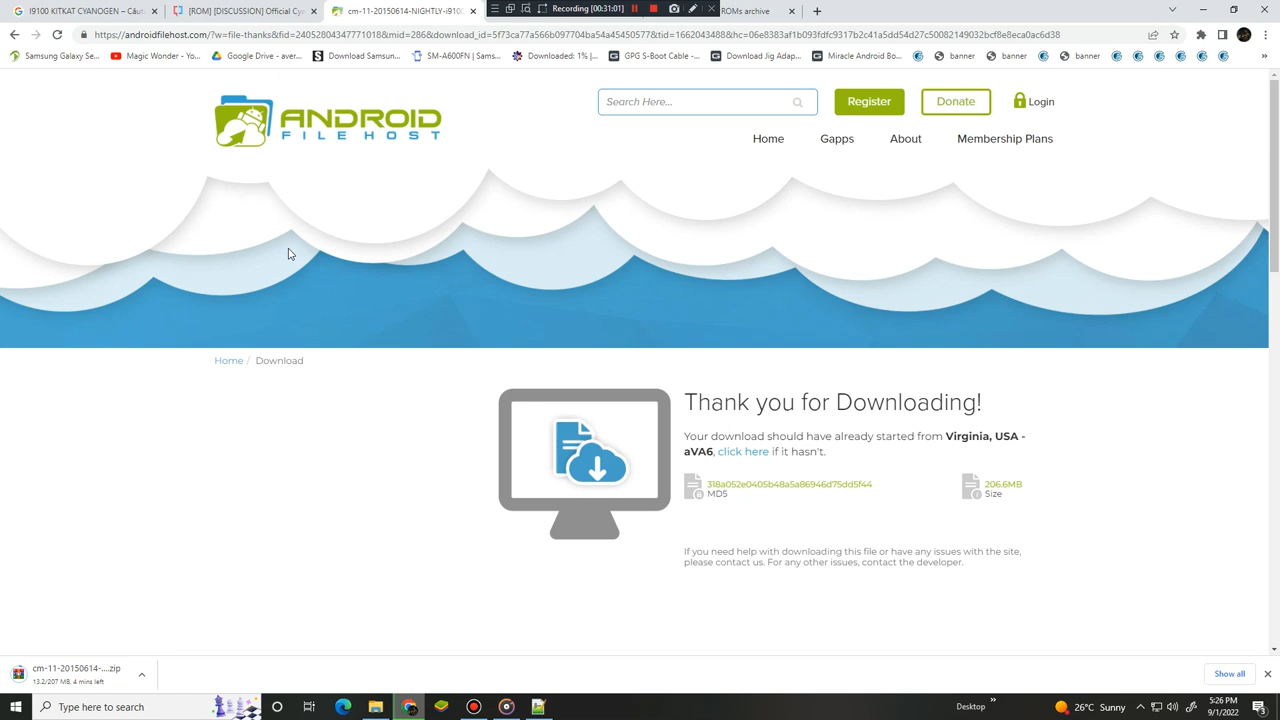 I9100 KITKAT CYANOGEN – Cầu
[ROM] [DISCUSSION] Official Cy
cm-11-20150614-NIGHTLY-i9100
Recording [00:31:01]
ROMs archive
https://androidfilehost.com/?w=file-thanks&fid=24052804347771018&mid=286&download_id=5f73ca77a566b097704ba54a45450577&tid=1662043488&hc=06e8383af1b093fdfc9317b2c41a5dd54d27c50082149032bcf8e8eca0ac6d38
Samsung Galaxy Se...
Magic Wonder - Yo...
Google Drive - aver...
Download Samsun...
SM-A600FN | Sams...
Downloaded: 1% |...
GPG S-Boot Cable -...
Download Jig Adap...
Miracle Android Bo...
banner
banner
banner
»
ANDROID
FILE HOST
Search Here...
Register
Donate
Login
Home
Gapps
About
Membership Plans
Home / Download
Thank you for Downloading!
Your download should have already started from Virginia, USA -
aVA6, click here if it hasn't.
318a052e0405b48a5a86946d75dd5f44
MD5
206.6MB
Size
If you need help with downloading this file or have any issues with the site,
please contact us. For any other issues, contact the developer.
cm-11-20150614-....zip
13.2/207 MB, 4 mins left
Show all
Type here to search
Desktop
»
26°C Sunny
5:26 PM
9/1/2022
3